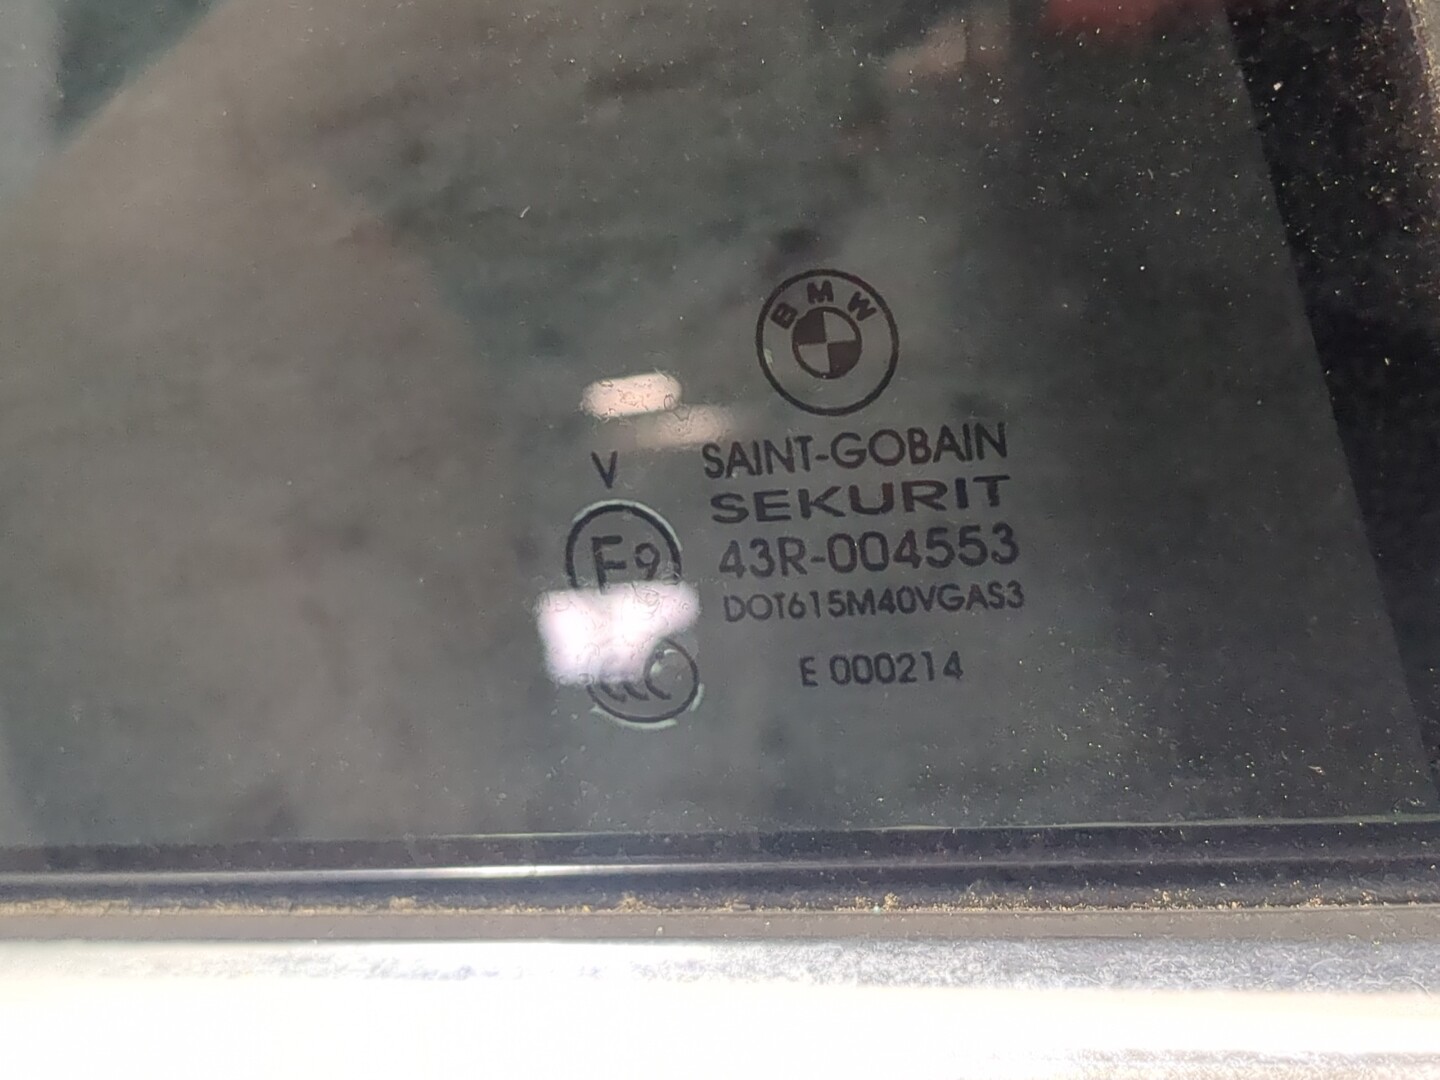 BMW
V
SAINT-GOBAIN
SEKURIT
E9
43R-004553
DOT615M40VGAS3
E 000214